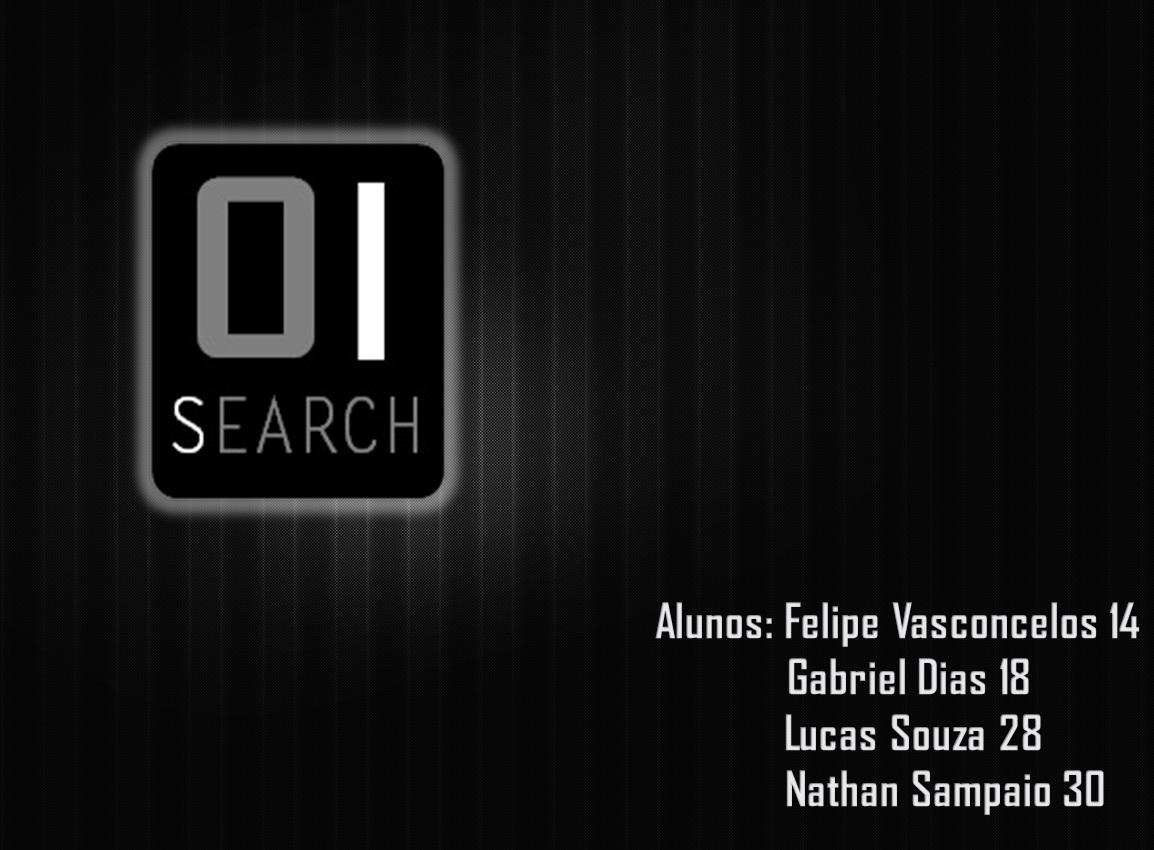 01
SEARCH
Alunos: Felipe Vasconcelos 14
Gabriel Dias 18
Lucas Souza 28
Nathan Sampaio 30